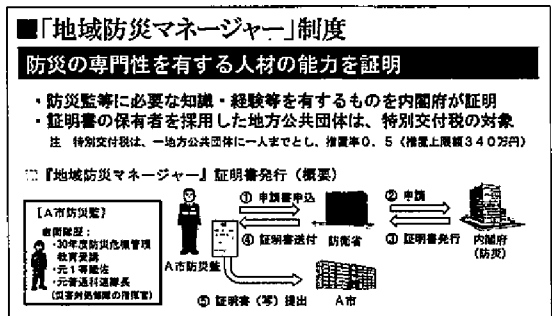 ■「地域防災マネージャー」制度
防災の専門性を有する人材の能力を証明
・防災監等に必要な知識・経験等を有するものを内閣府が証明
・証明書の保有者を採用した地方公共団体は、特別交付税の対象
注 特別交付税は、一地方公共団体に一人までとし、措置率0.5（措置上限額340万円）
『地域防災マネージャー』証明書発行（概要）
【A市防災監】
・30年度防災危機管理
教育受講
・元1等陸佐
・元普通科連隊長
（災害対処部隊の指揮官）
A市防災監
① 申請書申込
④ 証明書送付
防衛省
② 申請
③ 証明書発行
内閣府
（防災）
⑤ 証明書（写）提出
A市